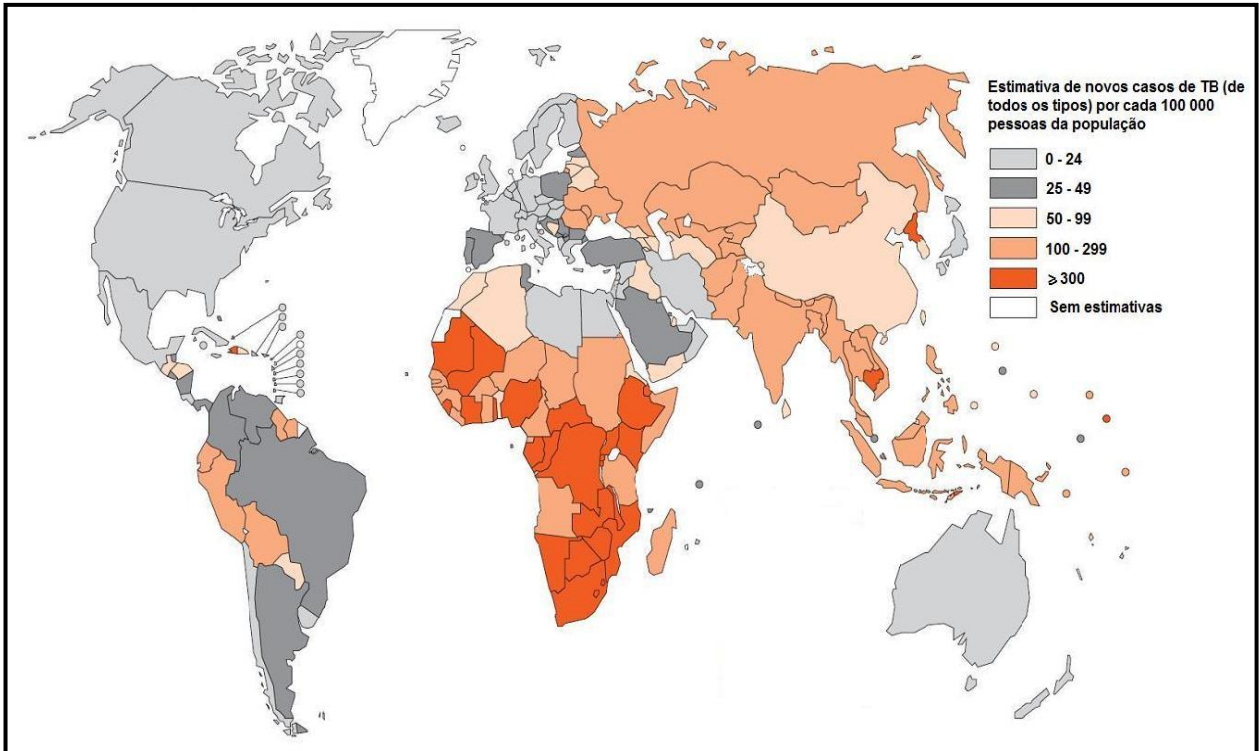 Estimativa de novos casos de TB (de
todos os tipos) por cada 100 000
pessoas da população
0 - 24
25 - 49
50 - 99
100 - 299
⩾ 300
Sem estimativas